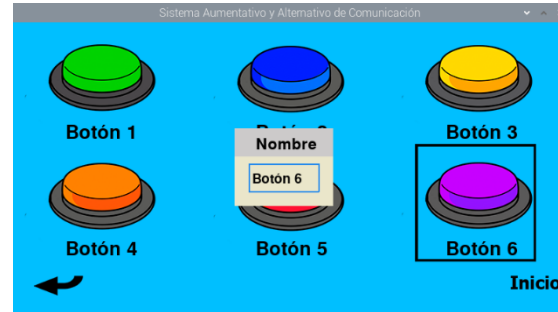 Sistema Aumentativo y Alternativo de Comunicación
Botón 1
Botón 3
Nombre
Botón 6
Botón 4
Botón 5
Botón 6
Inicio